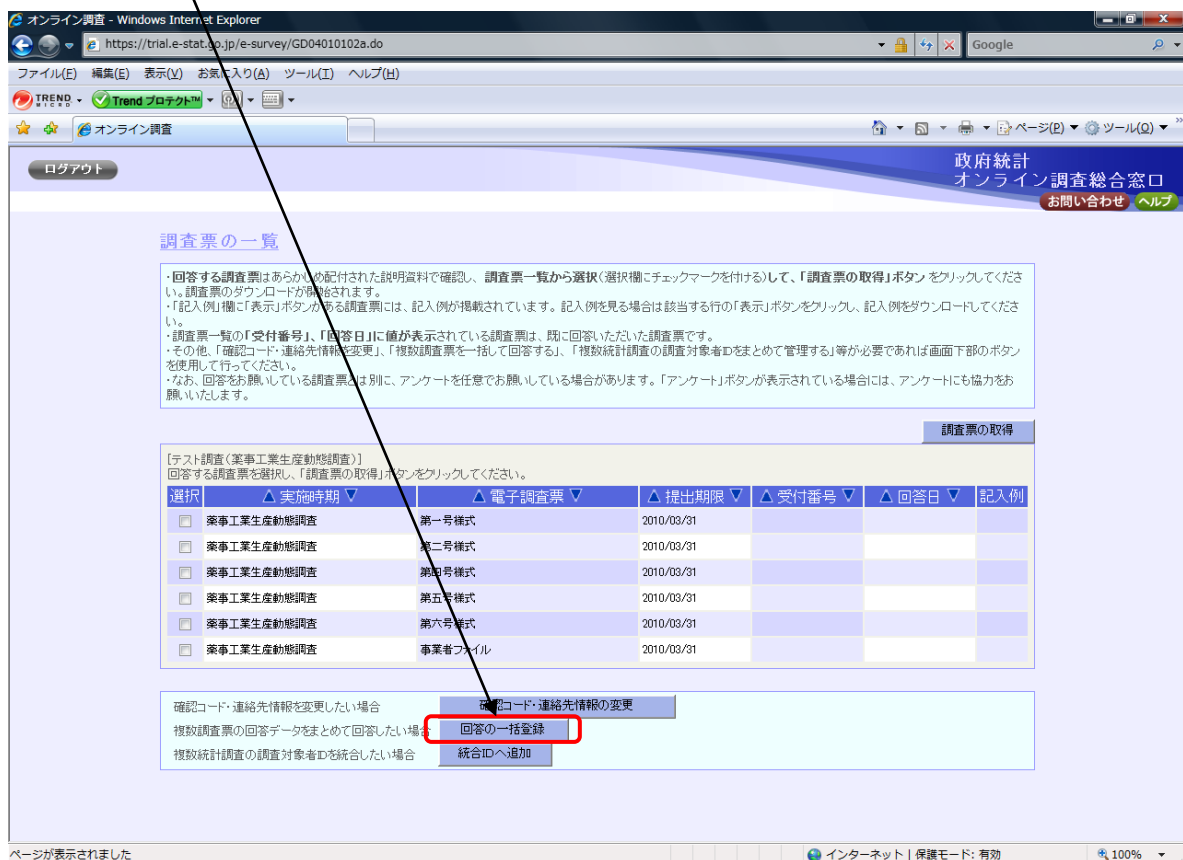 オンライン調査 - Windows Internet Explorer
https://trial.e-stat.go.jp/e-survey/GD04010102a.do
Google
ファイル(F) 編集(E) 表示(V) お気に入り(A) ツール(T) ヘルプ(H)
TREND MICRO Trend プロテクト™
オンライン調査
ページ(P) ツール(O)
ログアウト
政府統計
オンライン調査総合窓口
お問い合わせ ヘルプ
調査票の一覧
・回答する調査票はあらかじめ配付された説明資料で確認し、調査票一覧から選択(選択欄にチェックマークを付ける)して、「調査票の取得」ボタンをクリックしてくださ
い。調査票のダウンロードが開始されます。
・「記入例」欄に「表示」ボタンがある調査票には、記入例が掲載されています。記入例を見る場合は該当する行の「表示」ボタンをクリックし、記入例をダウンロードしてくださ
い。
・調査票一覧の「受付番号」、「回答日」に値が表示されている調査票は、既に回答いただいた調査票です。
・その他、「確認コード・連絡先情報を変更」、「複数調査票を一括して回答する」、「複数統計調査の調査対象者IDをまとめて管理する」等が必要であれば画面下部のボタン
を使用して行ってください。
・なお、回答をお願いしている調査票とは別に、アンケートを任意でお願いしている場合があります。「アンケート」ボタンが表示されている場合には、アンケートにも協力をお
願いいたします。
調査票の取得
[テスト調査(薬事工業生産動態調査)]
回答する調査票を選択し、「調査票の取得」ボタンをクリックしてください。
選択 △ 実施時期 ▽ △ 電子調査票 ▽ △ 提出期限 ▽ △ 受付番号 ▽ △ 回答日 ▽ 記入例
薬事工業生産動態調査 第一号様式 2010/03/31
薬事工業生産動態調査 第二号様式 2010/03/31
薬事工業生産動態調査 第四号様式 2010/03/31
薬事工業生産動態調査 第五号様式 2010/03/31
薬事工業生産動態調査 第六号様式 2010/03/31
薬事工業生産動態調査 事業者ファイル 2010/03/31
確認コード・連絡先情報を変更したい場合 確認コード・連絡先情報の変更
複数調査票の回答データをまとめて回答したい場合 回答の一括登録
複数統計調査の調査対象者IDを統合したい場合 統合IDへ追加
ページが表示されました インターネット | 保護モード: 有効 100%